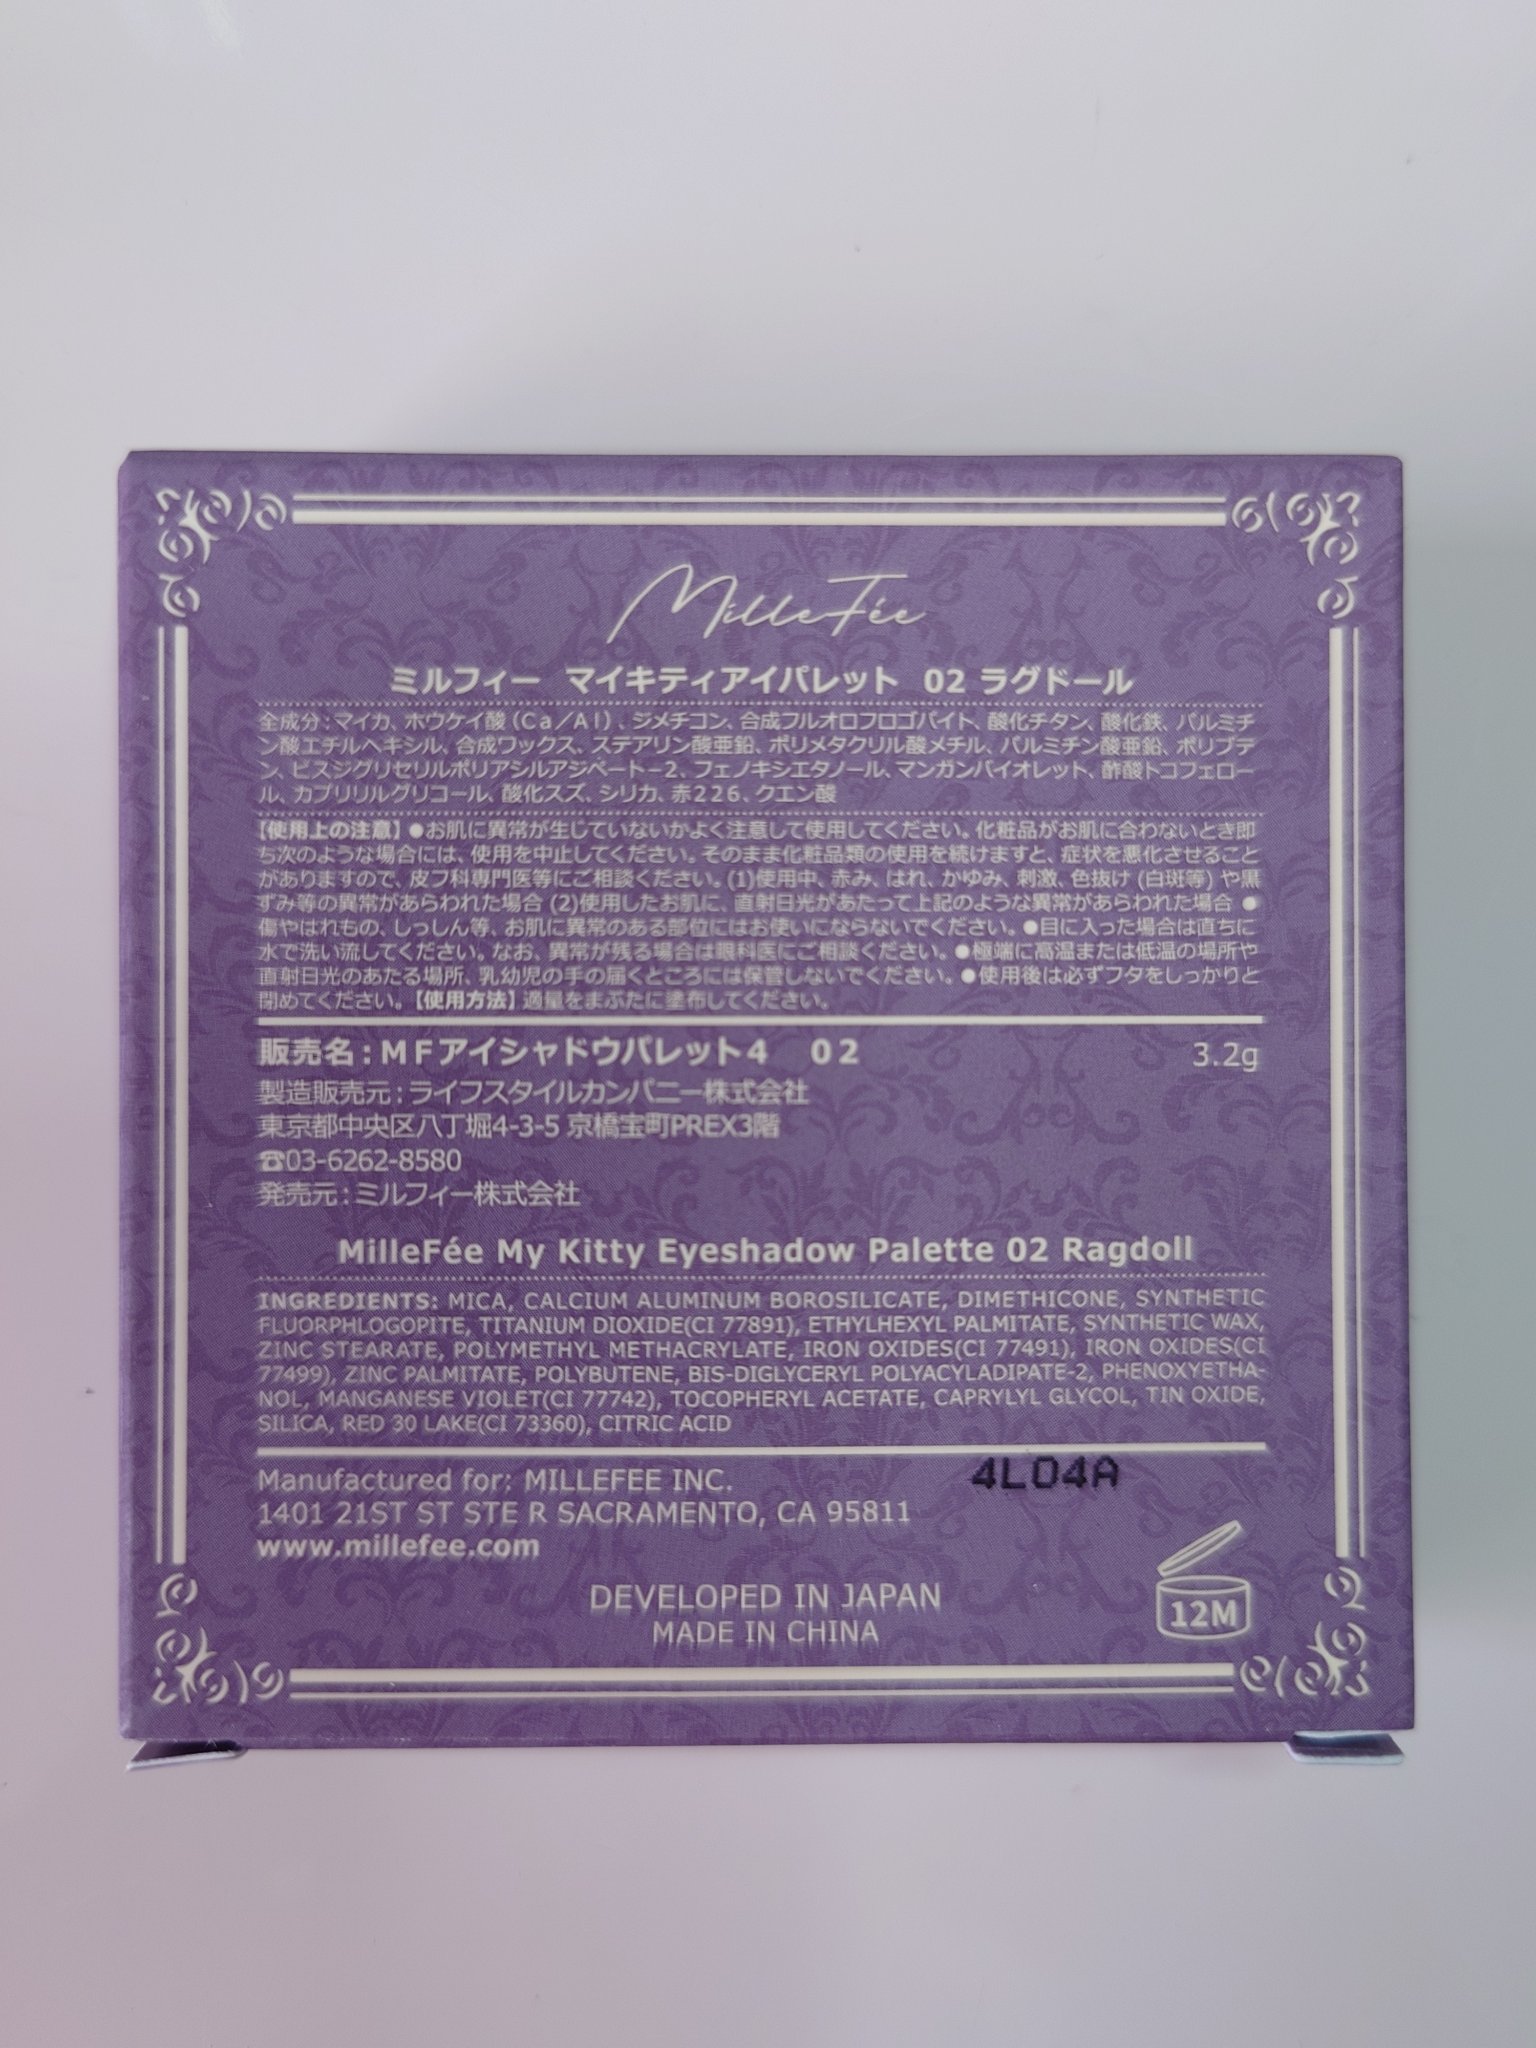 MilleFée
ミルフィー マイキティアイパレット 02 ラグドール
全成分：マイカ、ホウケイ酸（Ｃａ／Ａｌ）、ジメチコン、合成フルオロフロゴパイト、酸化チタン、酸化鉄、パルミチ
ン酸エチルヘキシル、合成ワックス、ステアリン酸亜鉛、ポリメタクリル酸メチル、パルミチン酸亜鉛、ポリブテ
ン、ビスジグリセリルポリアシルアジペート－2、フェノキシエタノール、マンガンバイオレット、酢酸トコフェロー
ル、カプリリルグリコール、酸化スズ、シリカ、赤２２６、クエン酸
【使用上の注意】●お肌に異常が生じていないかよく注意して使用してください。化粧品がお肌に合わないとき即
ち次のような場合には、使用を中止してください。そのまま化粧品類の使用を続けますと、症状を悪化させること
がありますので、皮フ科専門医等にご相談ください。(1)使用中、赤み、はれ、かゆみ、刺激、色抜け (白斑等) や黒
ずみ等の異常があらわれた場合 (2)使用したお肌に、直射日光があたって上記のような異常があらわれた場合 ●
傷やはれもの、しっしん等、お肌に異常のある部位にはお使いにならないでください。●目に入った場合は直ちに
水で洗い流してください。なお、異常が残る場合は眼科医にご相談ください。●極端に高温または低温の場所や
直射日光のあたる場所、乳幼児の手の届くところには保管しないでください。●使用後は必ずフタをしっかりと
閉めてください。【使用方法】適量をまぶたに塗布してください。
販売名：ＭＦアイシャドウパレット４ ０２ 3.2g
製造販売元：ライフスタイルカンパニー株式会社
東京都中央区八丁堀4-3-5 京橋宝町PREX3階
☎03-6262-8580
発売元：ミルフィー株式会社
MilleFée My Kitty Eyeshadow Palette 02 Ragdoll
INGREDIENTS: MICA, CALCIUM ALUMINUM BOROSILICATE, DIMETHICONE, SYNTHETIC
FLUORPHLOGOPITE, TITANIUM DIOXIDE(CI 77891), ETHYLHEXYL PALMITATE, SYNTHETIC WAX,
ZINC STEARATE, POLYMETHYL METHACRYLATE, IRON OXIDES(CI 77491), IRON OXIDES(CI
77499), ZINC PALMITATE, POLYBUTENE, BIS-DIGLYCERYL POLYACYLADIPATE-2, PHENOXYETHA-
NOL, MANGANESE VIOLET(CI 77742), TOCOPHERYL ACETATE, CAPRYLYL GLYCOL, TIN OXIDE,
SILICA, RED 30 LAKE(CI 73360), CITRIC ACID
Manufactured for: MILLEFEE INC.
4L04A
1401 21ST ST STE R SACRAMENTO, CA 95811
www.millefee.com
DEVELOPED IN JAPAN
MADE IN CHINA
12M